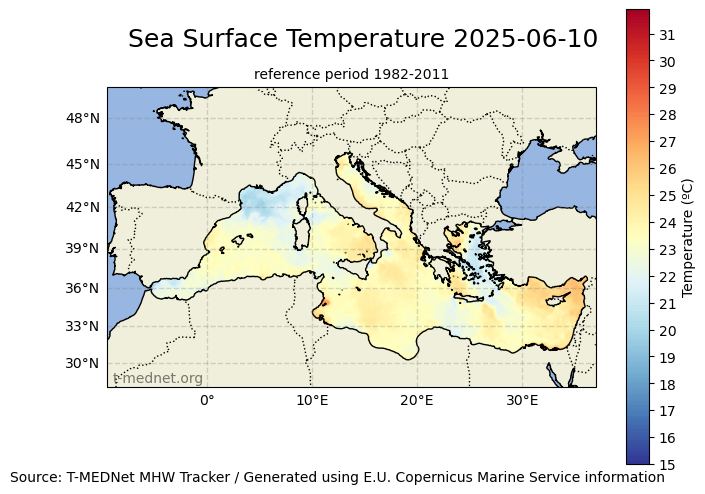 Sea Surface Temperature 2025-06-10
reference period 1982-2011
48°N
45°N
42°N
39°N
36°N
33°N
30°N
0°
10°E
20°E
30°E
t-mednet.org
31
30
29
28
27
26
25
24
23
22
21
20
19
18
17
16
15
Temperature (ºC)
Source: T-MEDNet MHW Tracker / Generated using E.U. Copernicus Marine Service information